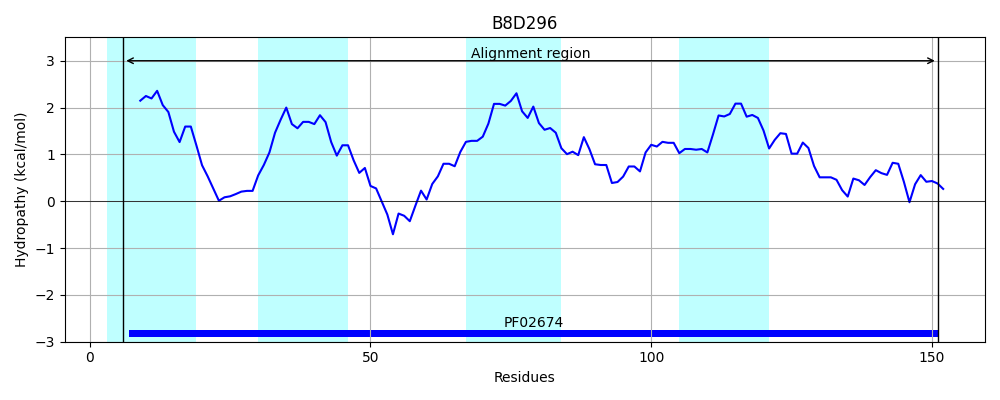 B8D296
Alignment region
3
2
1
0
−1
−2
−3
Hydropathy (kcal/mol)
PF02674
0 50 100 150
Residues